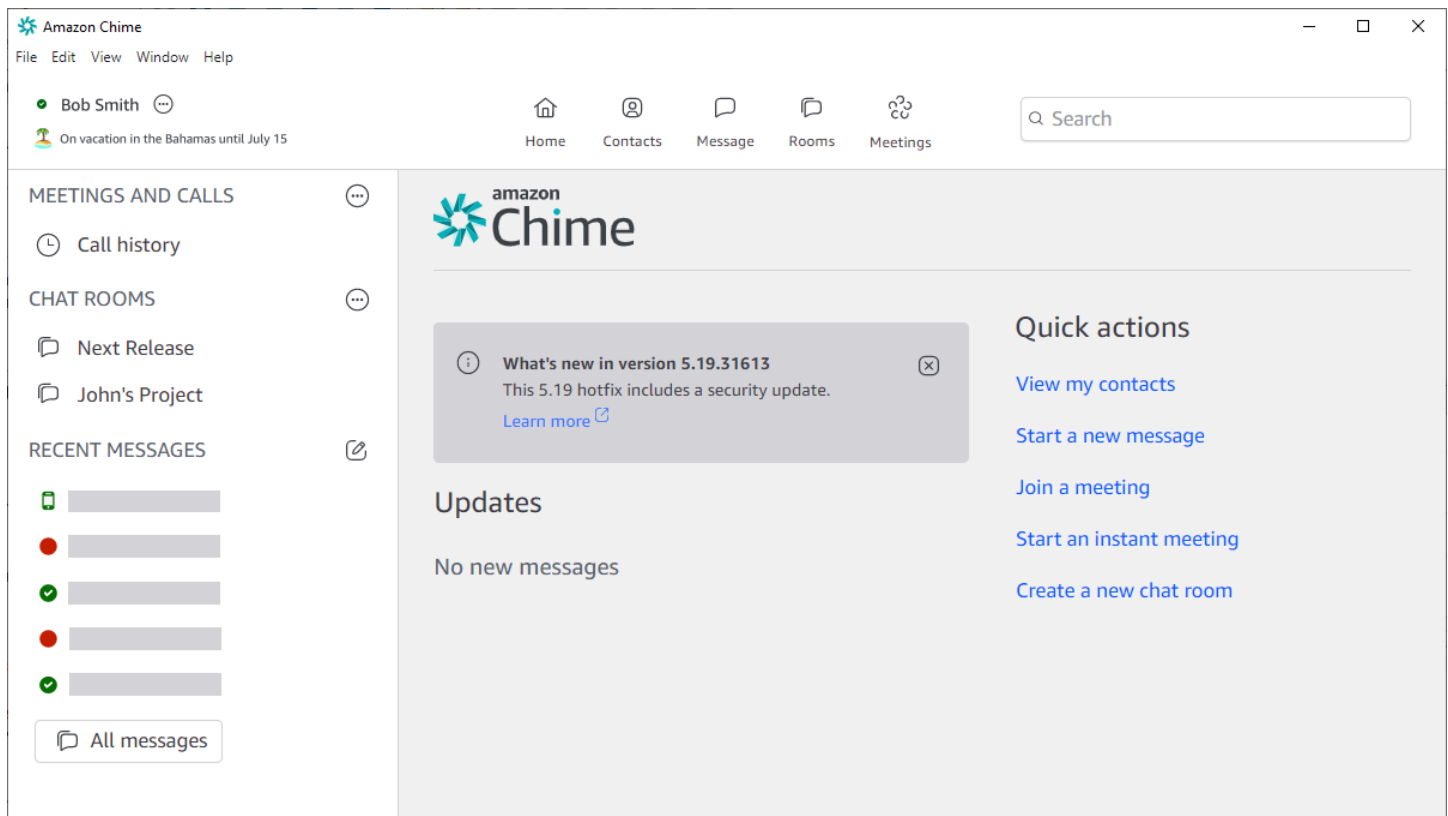 Amazon Chime
File Edit View Window Help
Bob Smith
On vacation in the Bahamas until July 15
Home Contacts Message Rooms Meetings
Search
MEETINGS AND CALLS
Call history
CHAT ROOMS
Next Release
John's Project
RECENT MESSAGES
All messages
amazon
Chime
What's new in version 5.19.31613
This 5.19 hotfix includes a security update.
Learn more
Updates
No new messages
Quick actions
View my contacts
Start a new message
Join a meeting
Start an instant meeting
Create a new chat room